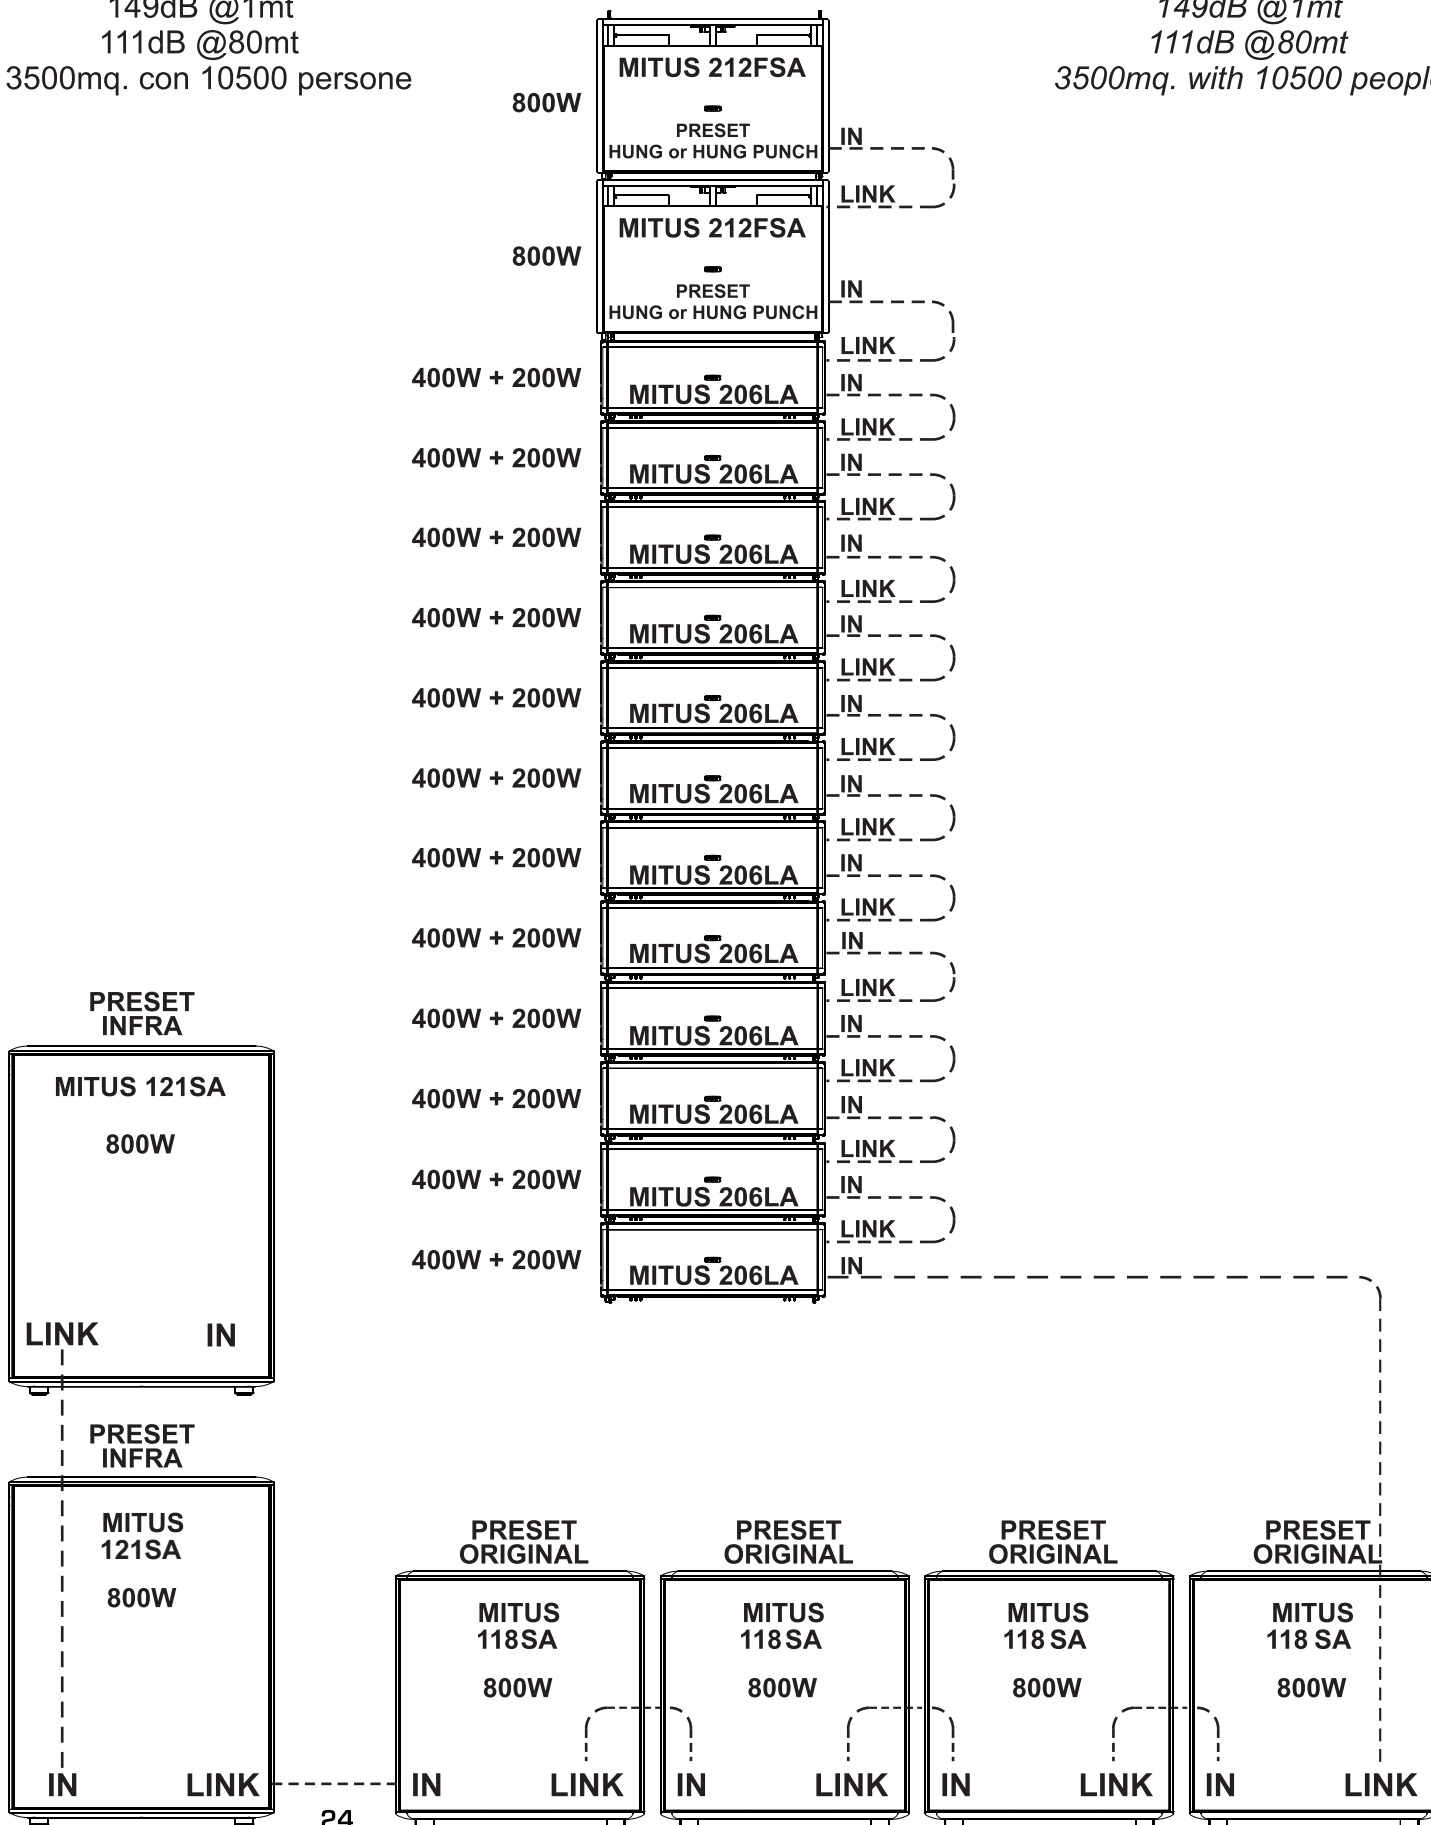 149dB @1mt
111dB @80mt
3500mq. con 10500 persone
149dB @1mt
111dB @80mt
3500mq. with 10500
MITUS 212FSA
800W
PRESET
HUNG or HUNG PUNCH
IN
LINK
MITUS 212FSA
800W
PRESET
HUNG or HUNG PUNCH
IN
LINK
400W + 200W
MITUS 206LA
IN
LINK
400W + 200W
MITUS 206LA
IN
LINK
400W + 200W
MITUS 206LA
IN
LINK
400W + 200W
MITUS 206LA
IN
LINK
400W + 200W
MITUS 206LA
IN
LINK
400W + 200W
MITUS 206LA
IN
LINK
400W + 200W
MITUS 206LA
IN
LINK
400W + 200W
MITUS 206LA
IN
LINK
400W + 200W
MITUS 206LA
IN
LINK
400W + 200W
MITUS 206LA
IN
LINK
400W + 200W
MITUS 206LA
IN
LINK
400W + 200W
MITUS 206LA
IN
PRESET
INFRA
MITUS 121SA
800W
LINK IN
PRESET
INFRA
MITUS
121SA
800W
IN LINK
PRESET
ORIGINAL
MITUS
118SA
800W
IN LINK
PRESET
ORIGINAL
MITUS
118 SA
800W
IN LINK
PRESET
ORIGINAL
MITUS
118 SA
800W
IN LINK
PRESET
ORIGINAL
MITUS
118 SA
800W
IN LINK
24